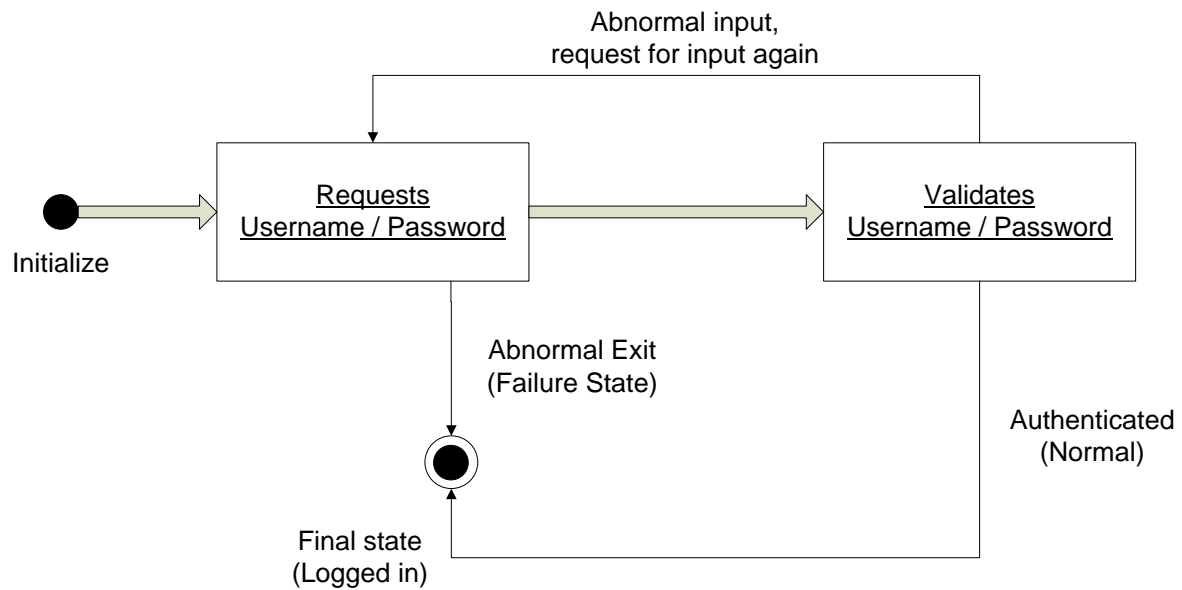 Abnormal input,
request for input again
Requests
Username / Password
Validates
Username / Password
Initialize
Abnormal Exit
(Failure State)
Authenticated
(Normal)
Final state
(Logged in)